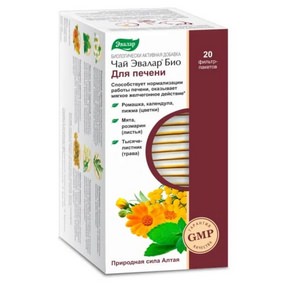 Эвалар
БИОЛОГИЧЕСКИ АКТИВНАЯ ДОБАВКА
Чай Эвалар® Био
Для печени
Способствует нормализации
работы печени, оказывает
мягкое желчегонное действие*
• Ромашка, календула,
пижма (цветки)
• Мята,
розмарин
(листья)
• Тысяче-
листник
(трава)
20
фильтр-
пакетов
GMP
Природная сила Алтая